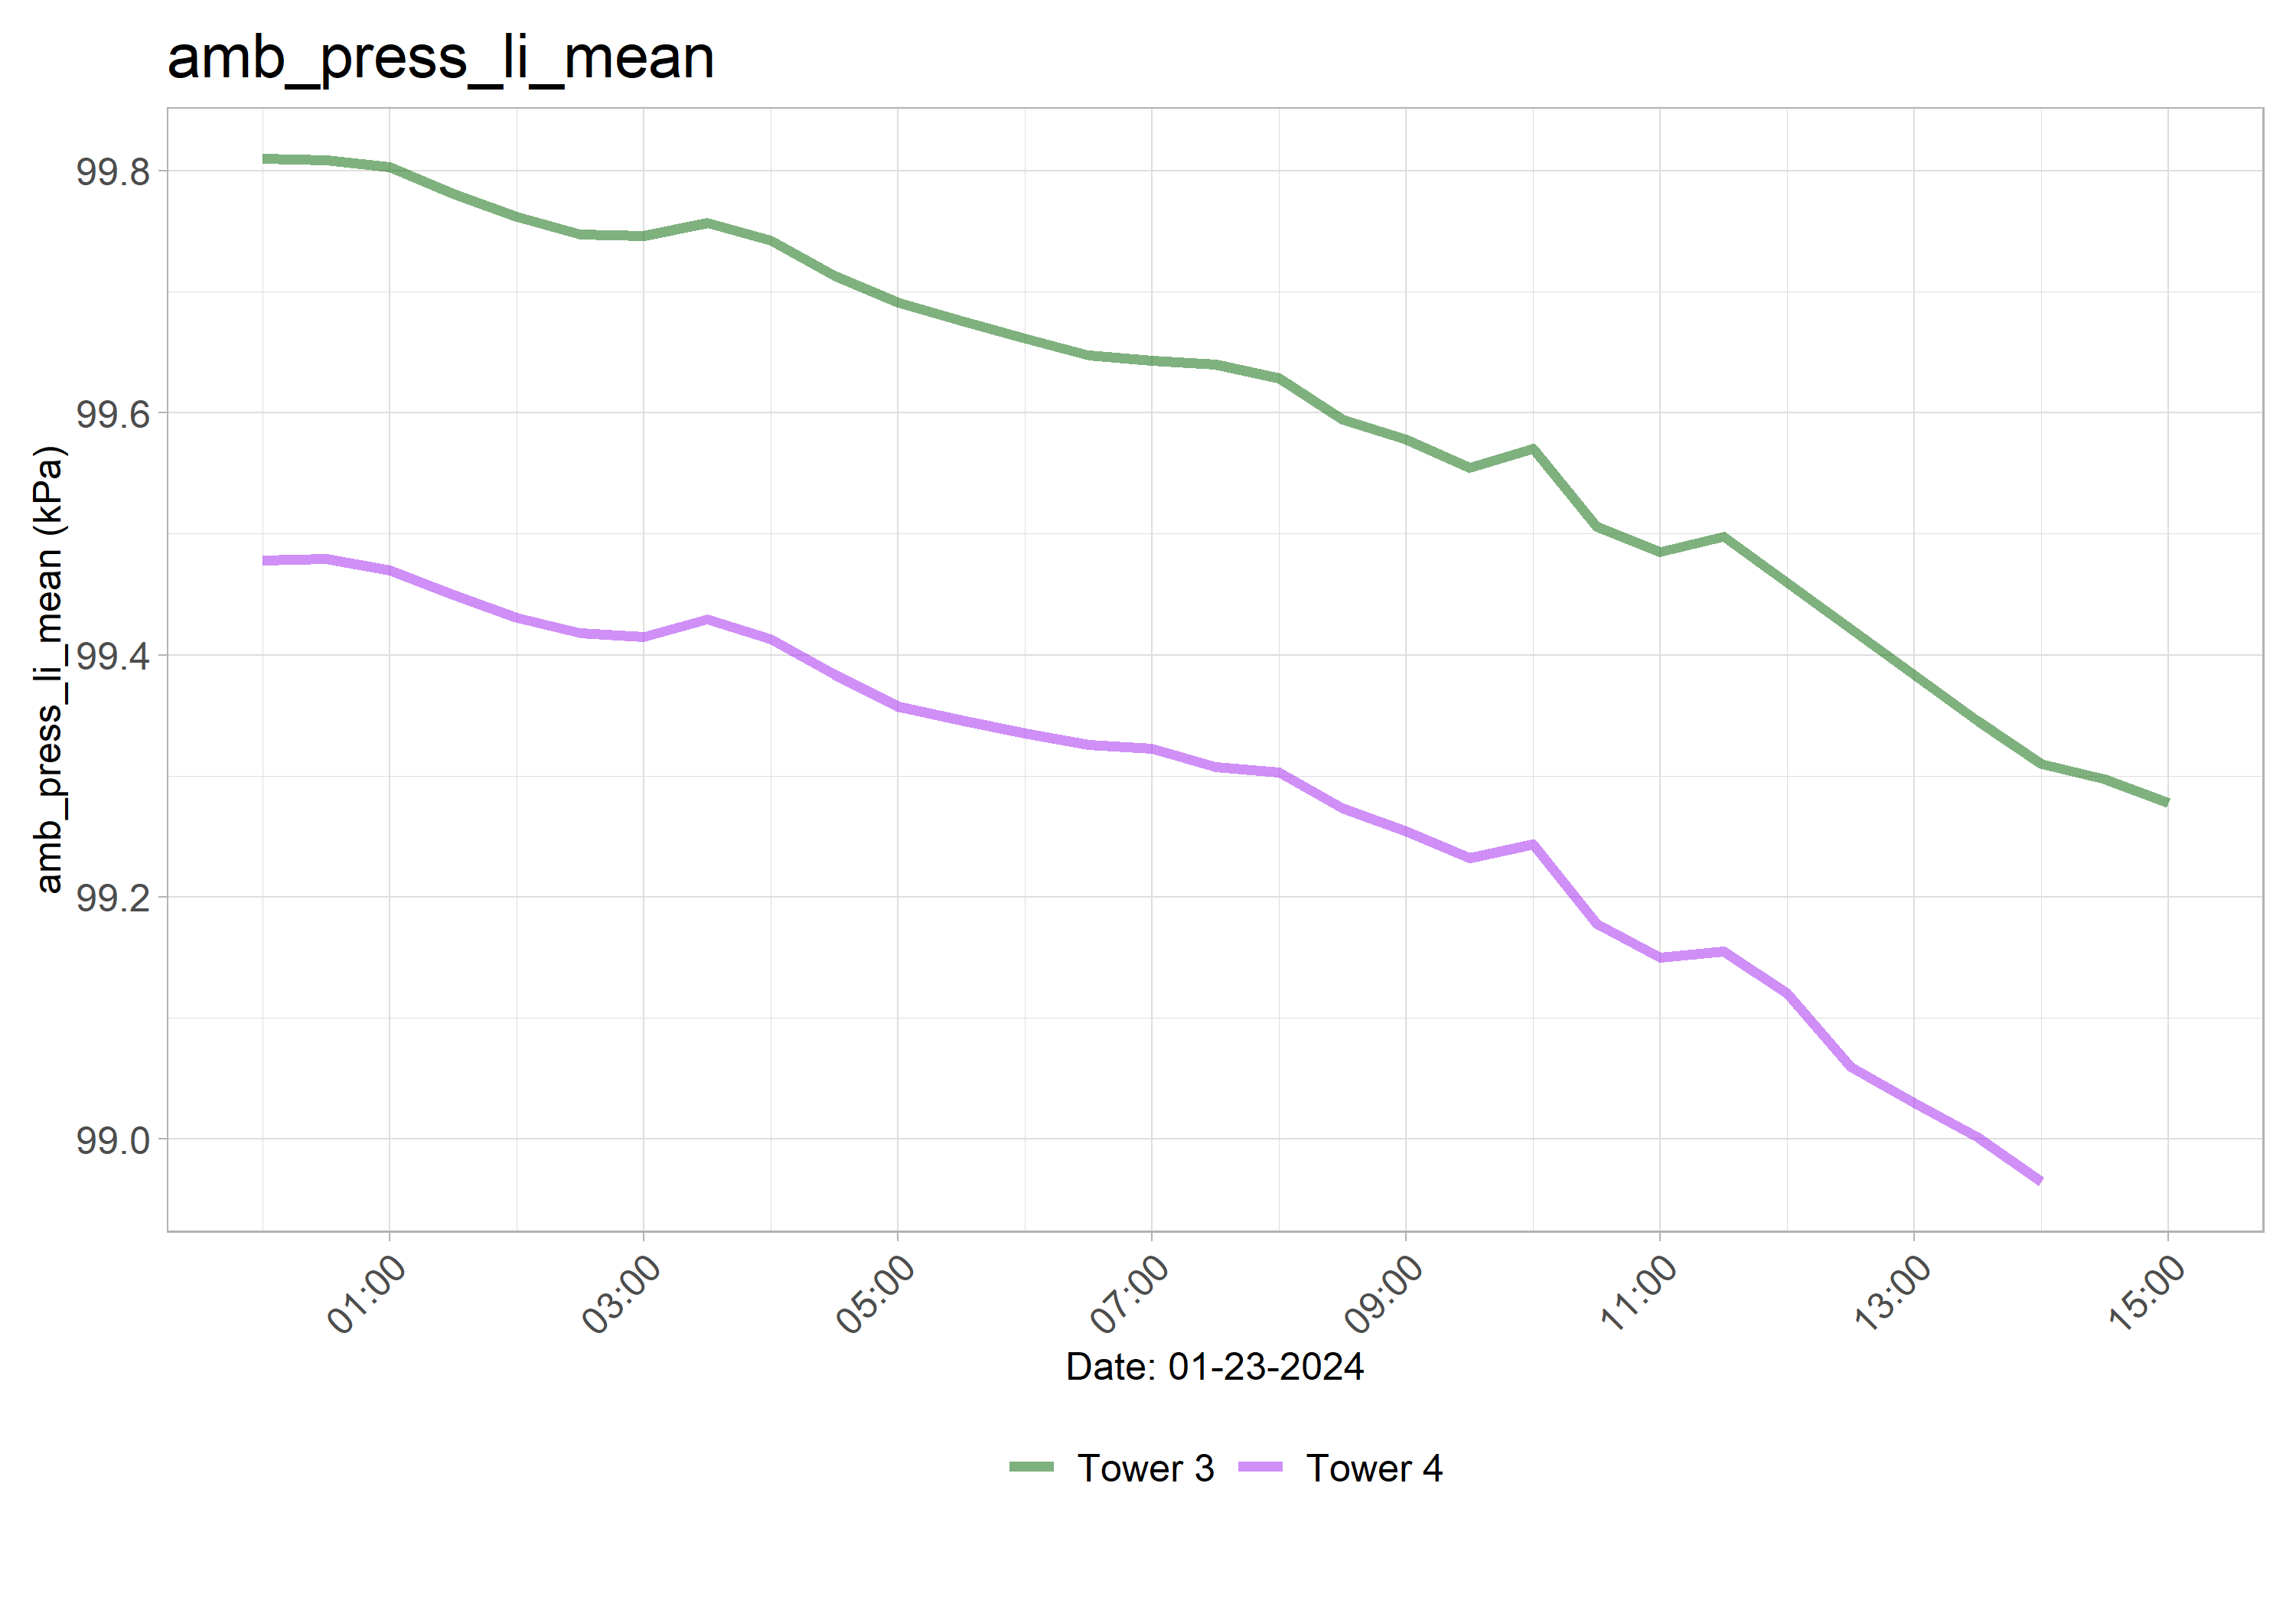 amb_press_li_mean
amb_press_li_mean (kPa)
99.8
99.6
99.4
99.2
99.0
01:00
03:00
05:00
07:00
09:00
11:00
13:00
15:00
Date: 01-23-2024
Tower 3
Tower 4